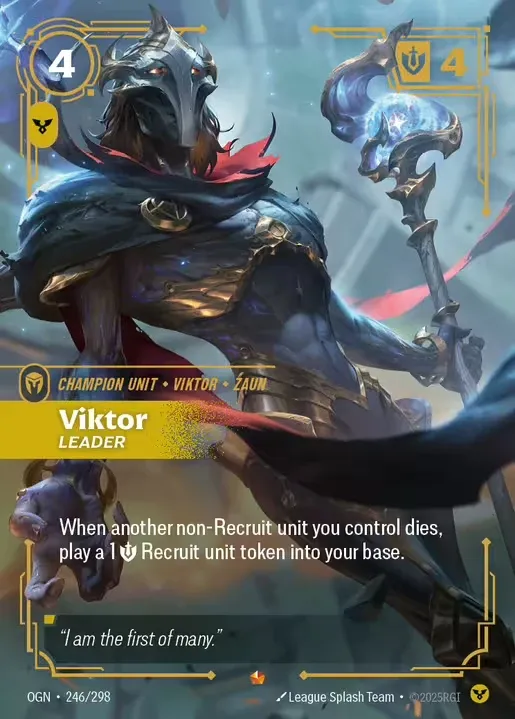 4
4
CHAMPION UNIT • VIKTOR • ŹAUN
Viktor
LEADER
When another non-Recruit unit you control dies,
play a 1 Recruit unit token into your base.
“I am the first of many.”
OGN • 246/298
League Splash Team • ©2025RGI